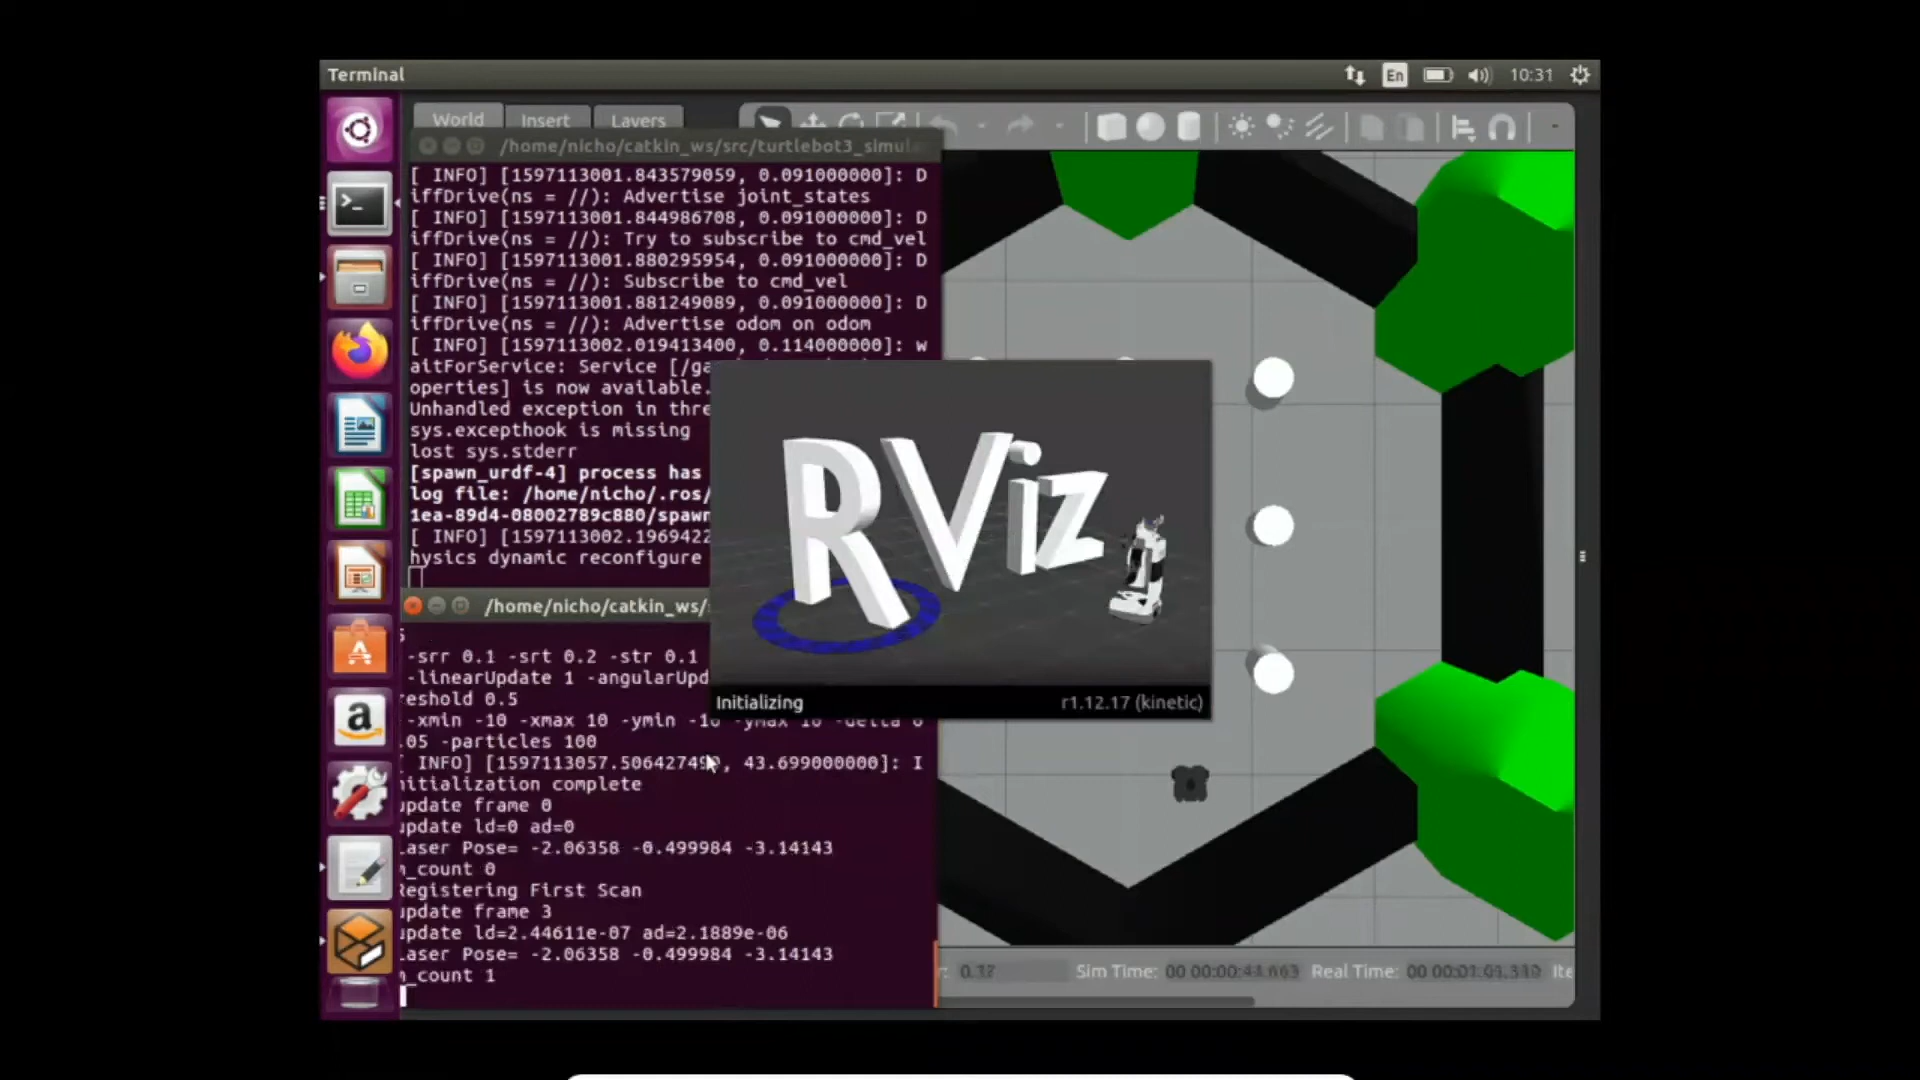 Terminal
En
10:31
World Insert Layers
/home/nicho/catkin_ws/src/turtlebot3_simul
[ INFO] [1597113001.843579059, 0.091000000]: D
iffDrive(ns = //): Advertise joint_states
[ INFO] [1597113001.844986708, 0.091000000]: D
iffDrive(ns = //): Try to subscribe to cmd_vel
[ INFO] [1597113001.880295954, 0.091000000]: D
iffDrive(ns = //): Subscribe to cmd_vel
[ INFO] [1597113001.881249089, 0.091000000]: D
iffDrive(ns = //): Advertise odom on odom
[ INFO] [1597113002.019413400, 0.114000000]: w
aitForService: Service [/ga
operties] is now available.
Unhandled exception in thre
sys.excepthook is missing
lost sys.stderr
[spawn_urdf-4] process has
log file: /home/nicho/.ros/
1ea-89d4-08002789c880/spawn
[ INFO] [1597113002.1969422
hysics dynamic reconfigure
RViz
Initializing
r1.12.17 (kinetic)
/home/nicho/catkin_ws/
-srr 0.1 -srt 0.2 -str 0.1
-linearUpdate 1 -angularUpd
reshold 0.5
-xmin -10 -xmax 10 -ymin -10 -ymax 10 -delta 0
.05 -particles 100
[ INFO] [1597113057.50642749 , 43.699000000]: I
nitialization complete
update frame 0
update ld=0 ad=0
Laser Pose= -2.06358 -0.499984 -3.14143
m_count 0
Registering First Scan
update frame 3
update ld=2.44611e-07 ad=2.1889e-06
Laser Pose= -2.06358 -0.499984 -3.14143
m_count 1
Sim Time:
Real Time:
Ite